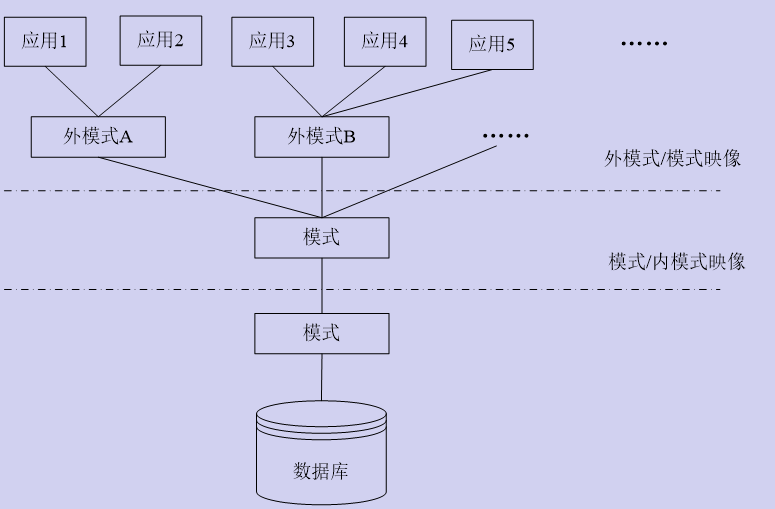 应用1
应用2
应用3
应用4
应用5
……
外模式A
外模式B
……
外模式/模式映像
模式
模式/内模式映像
模式
数据库